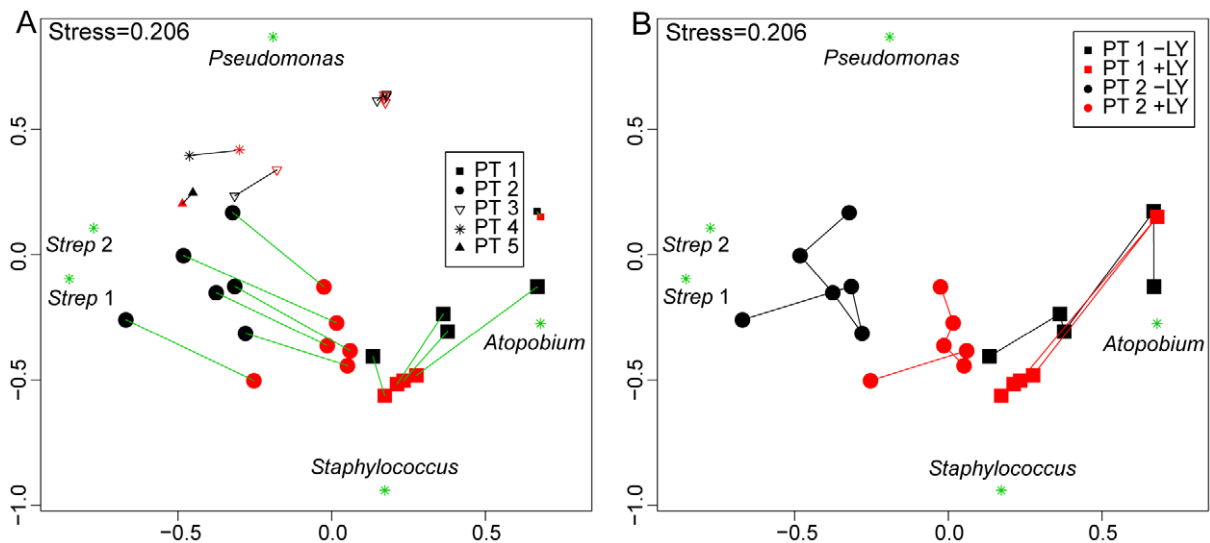 A
Stress=0.206
Pseudomonas
PT 1
PT 2
PT 3
PT 4
PT 5
Strep 2
Strep 1
Atopobium
Staphylococcus
0.5
0.0
−0.5
−1.0
−0.5
0.0
0.5
B
Stress=0.206
Pseudomonas
PT 1 −LY
PT 1 +LY
PT 2 −LY
PT 2 +LY
Strep 2
Strep 1
Atopobium
Staphylococcus
0.5
0.0
−0.5
−1.0
−0.5
0.0
0.5